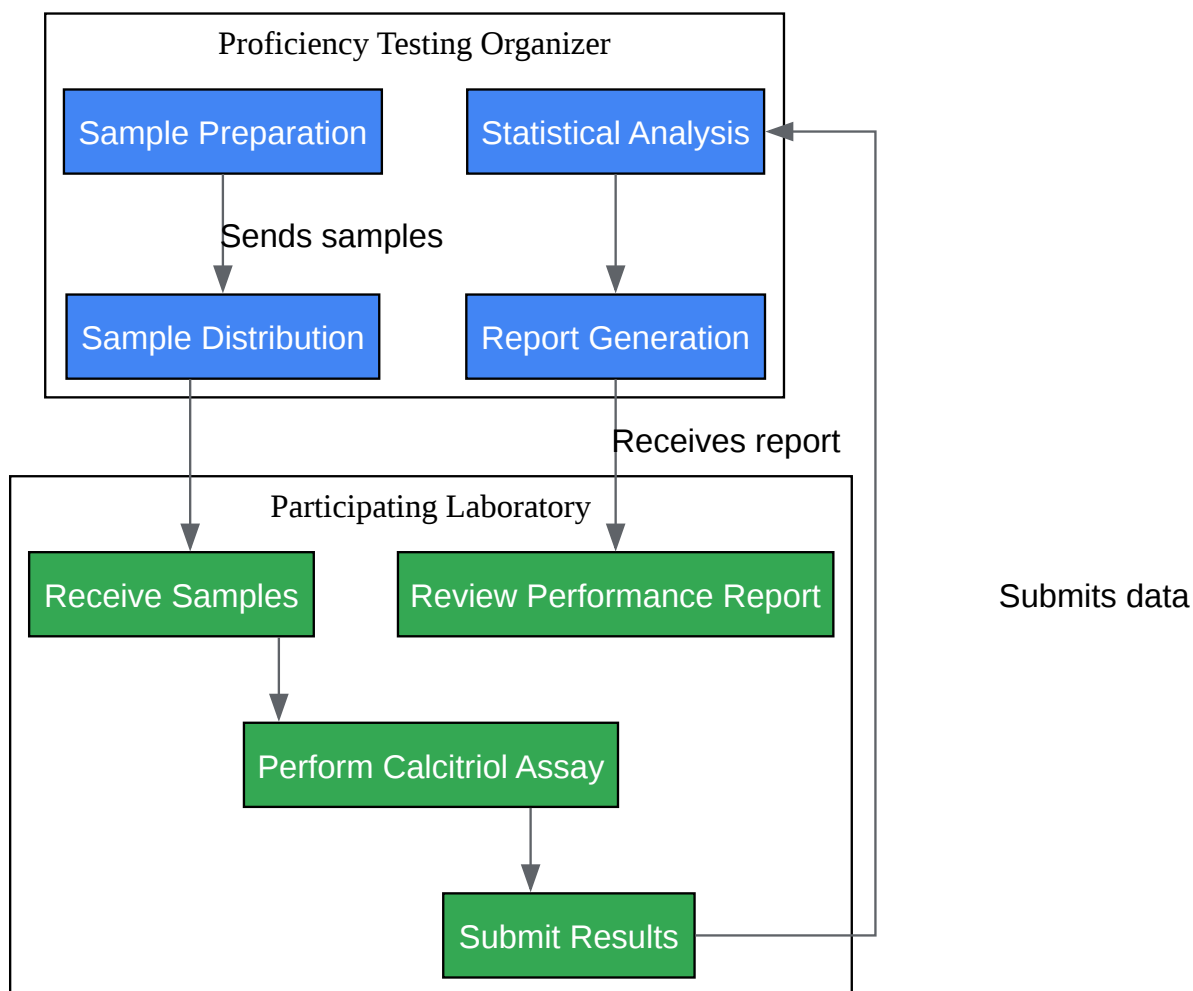 Proficiency Testing Organizer
Sample Preparation
Statistical Analysis
Sends samples
Sample Distribution
Report Generation
Receives report
Participating Laboratory
Receive Samples
Review Performance Report
Submits data
Perform Calcitriol Assay
Submit Results